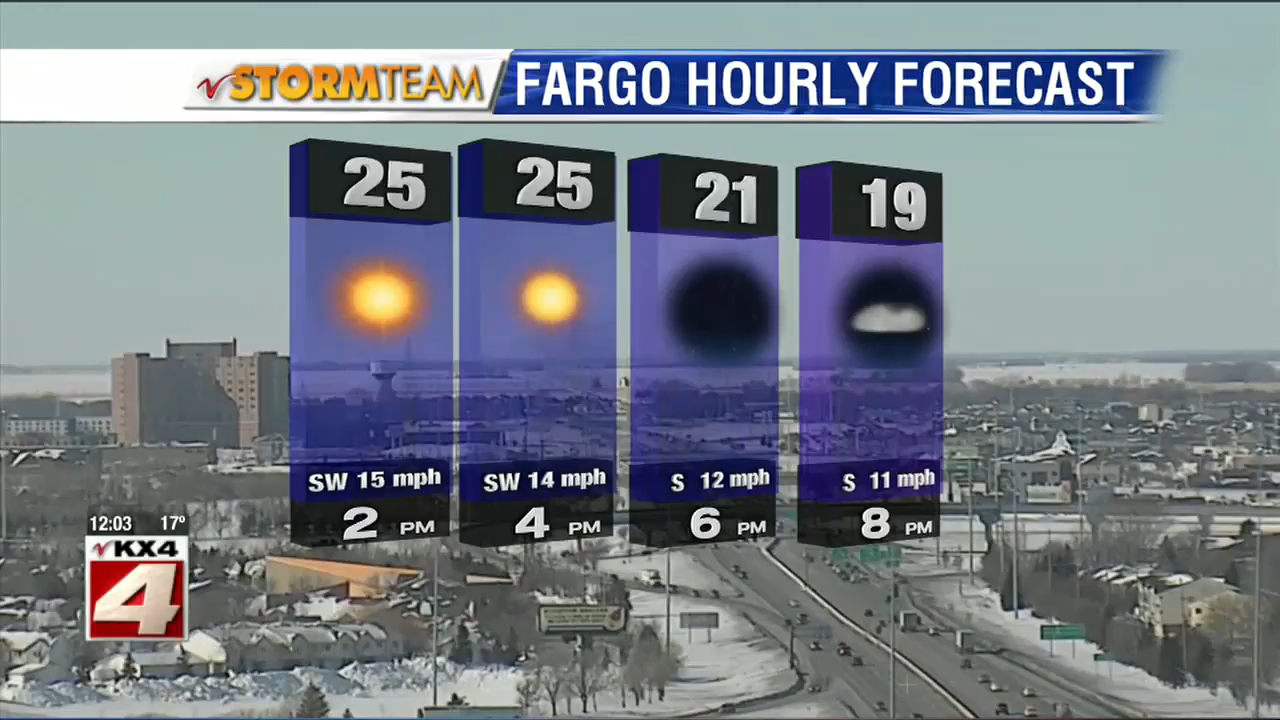 STORMTEAM FARGO HOURLY FORECAST
25 25 21 19
SW 15 mph SW 14 mph S 12 mph S 11 mph
2 PM 4 PM 6 PM 8 PM
12:03 17º
KX4
4